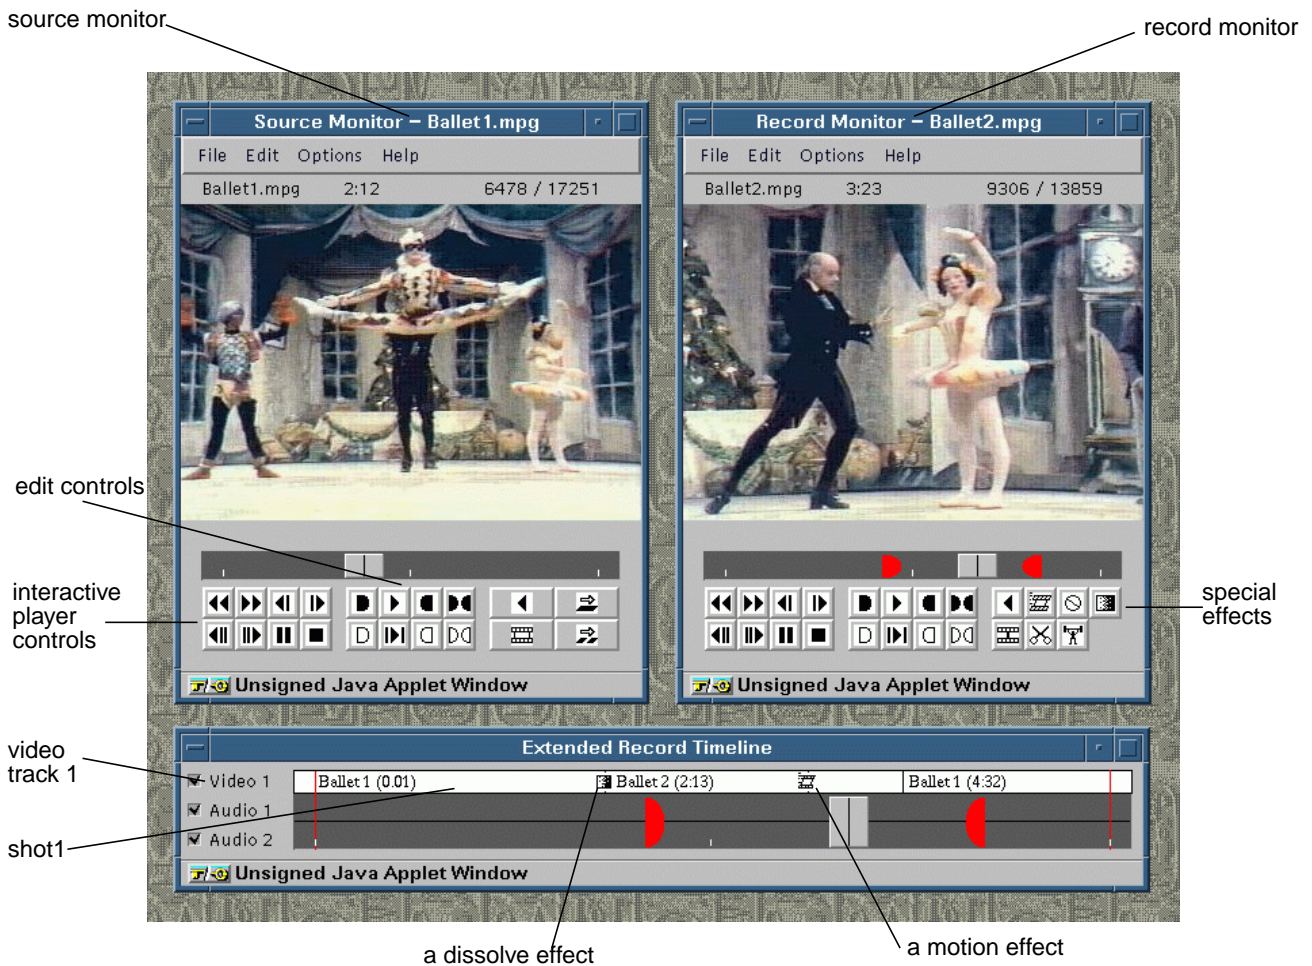 source monitor
record monitor
Source Monitor – Ballet1.mpg
File Edit Options Help
Ballet1.mpg 2:12 6478 / 17251
Record Monitor – Ballet2.mpg
File Edit Options Help
Ballet2.mpg 3:23 9306 / 13859
edit controls
interactive
player
controls
special
effects
Unsigned Java Applet Window
Unsigned Java Applet Window
Extended Record Timeline
video
track 1
Video 1
Ballet 1 (0.01)
Ballet 2 (2:13)
Ballet 1 (4:32)
Audio 1
Audio 2
shot1
Unsigned Java Applet Window
a dissolve effect
a motion effect